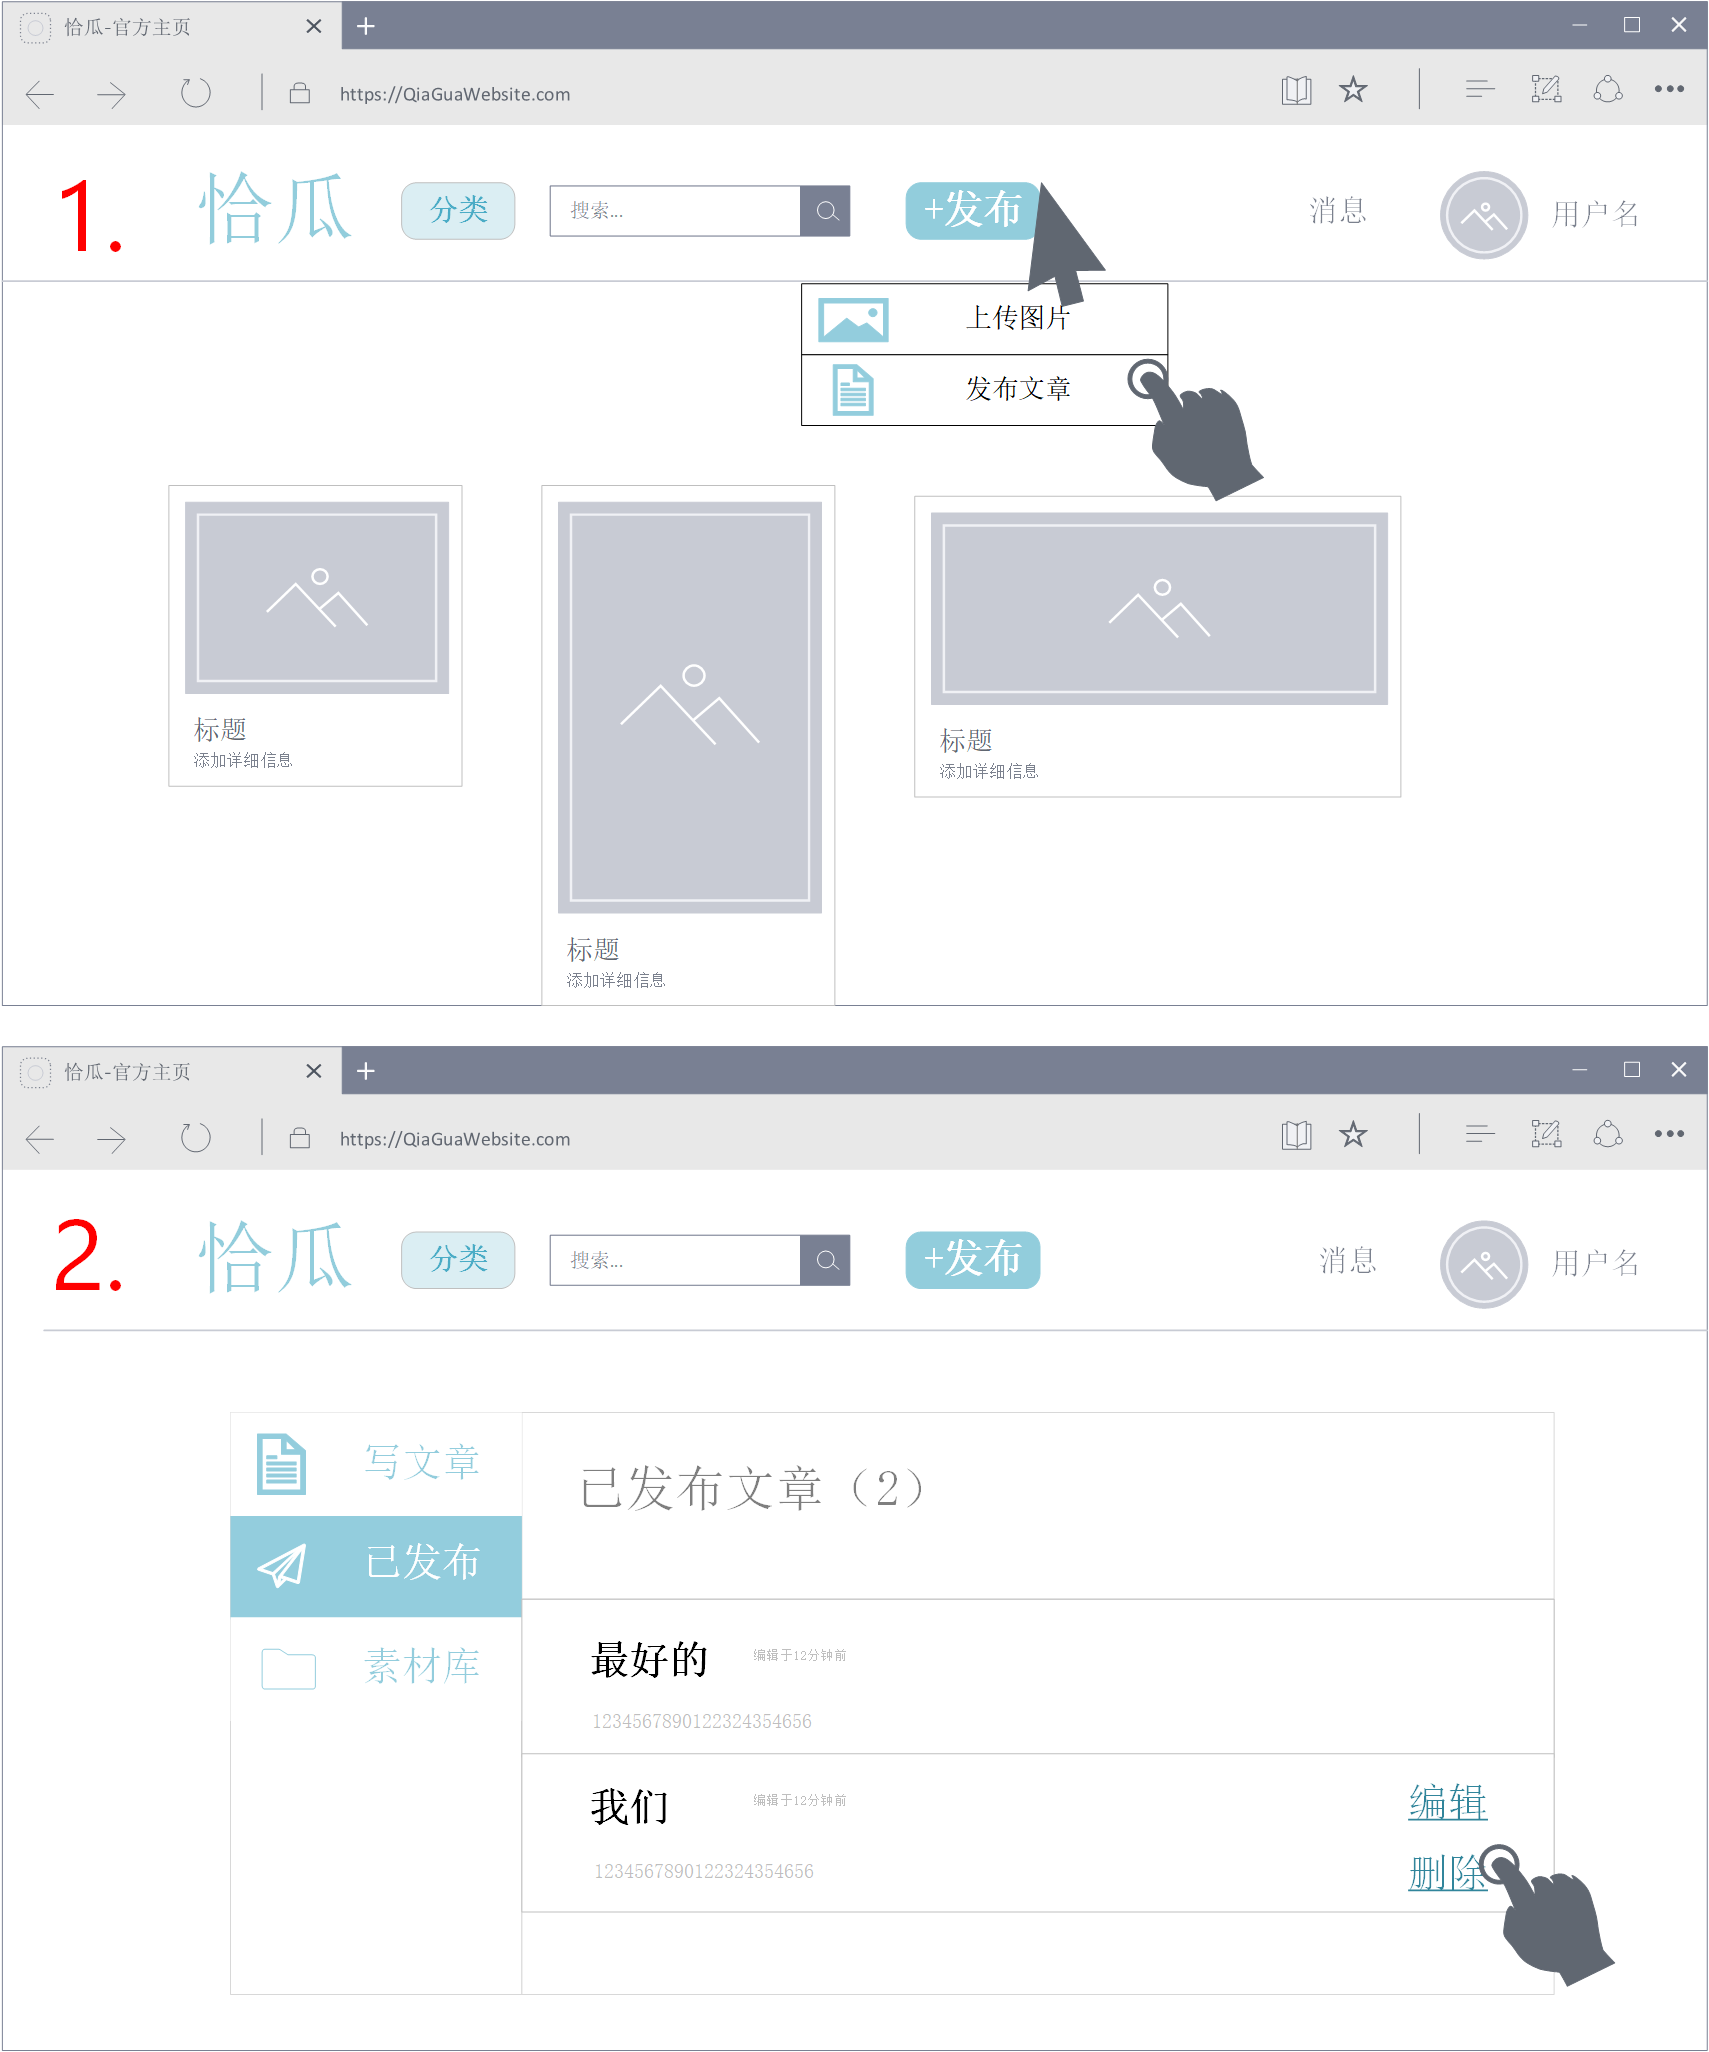 恰瓜-官方主页
https://QiaGuaWebsite.com
1. 恰瓜 分类 搜索... +发布 消息 用户名
上传图片
发布文章
标题
添加详细信息
标题
添加详细信息
标题
添加详细信息
恰瓜-官方主页
https://QiaGuaWebsite.com
2. 恰瓜 分类 搜索... +发布 消息 用户名
写文章
已发布
素材库
已发布文章（2）
最好的 编辑于12分钟前
1234567890122324354656
我们 编辑于12分钟前
1234567890122324354656
编辑
删除